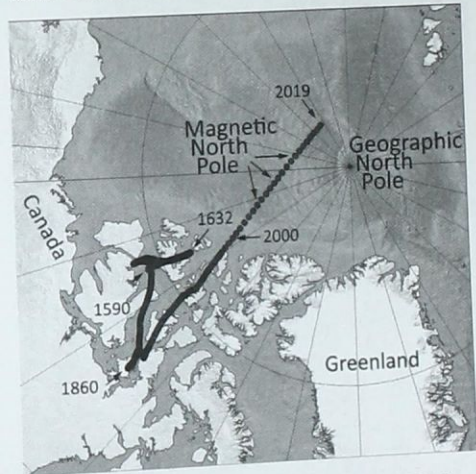 2019
Magnetic
North
Pole
Geographic
North
Pole
Canada
1632
2000
1590
1860
Greenland